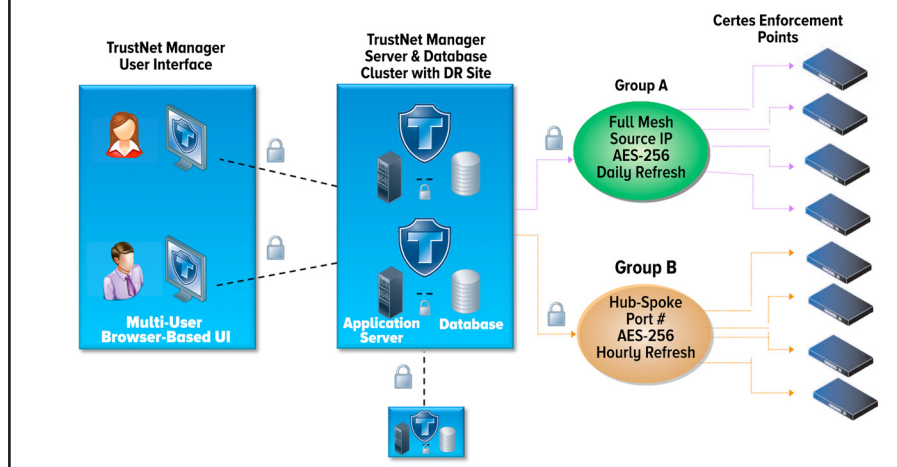 TrustNet Manager
User Interface
Multi-User
Browser-Based UI
TrustNet Manager
Server & Database
Cluster with DR Site
T
T
Application
Server
Database
T
Group A
Full Mesh
Source IP
AES-256
Daily Refresh
Group B
Hub-Spoke
Port #
AES-256
Hourly Refresh
Certes Enforcement
Points